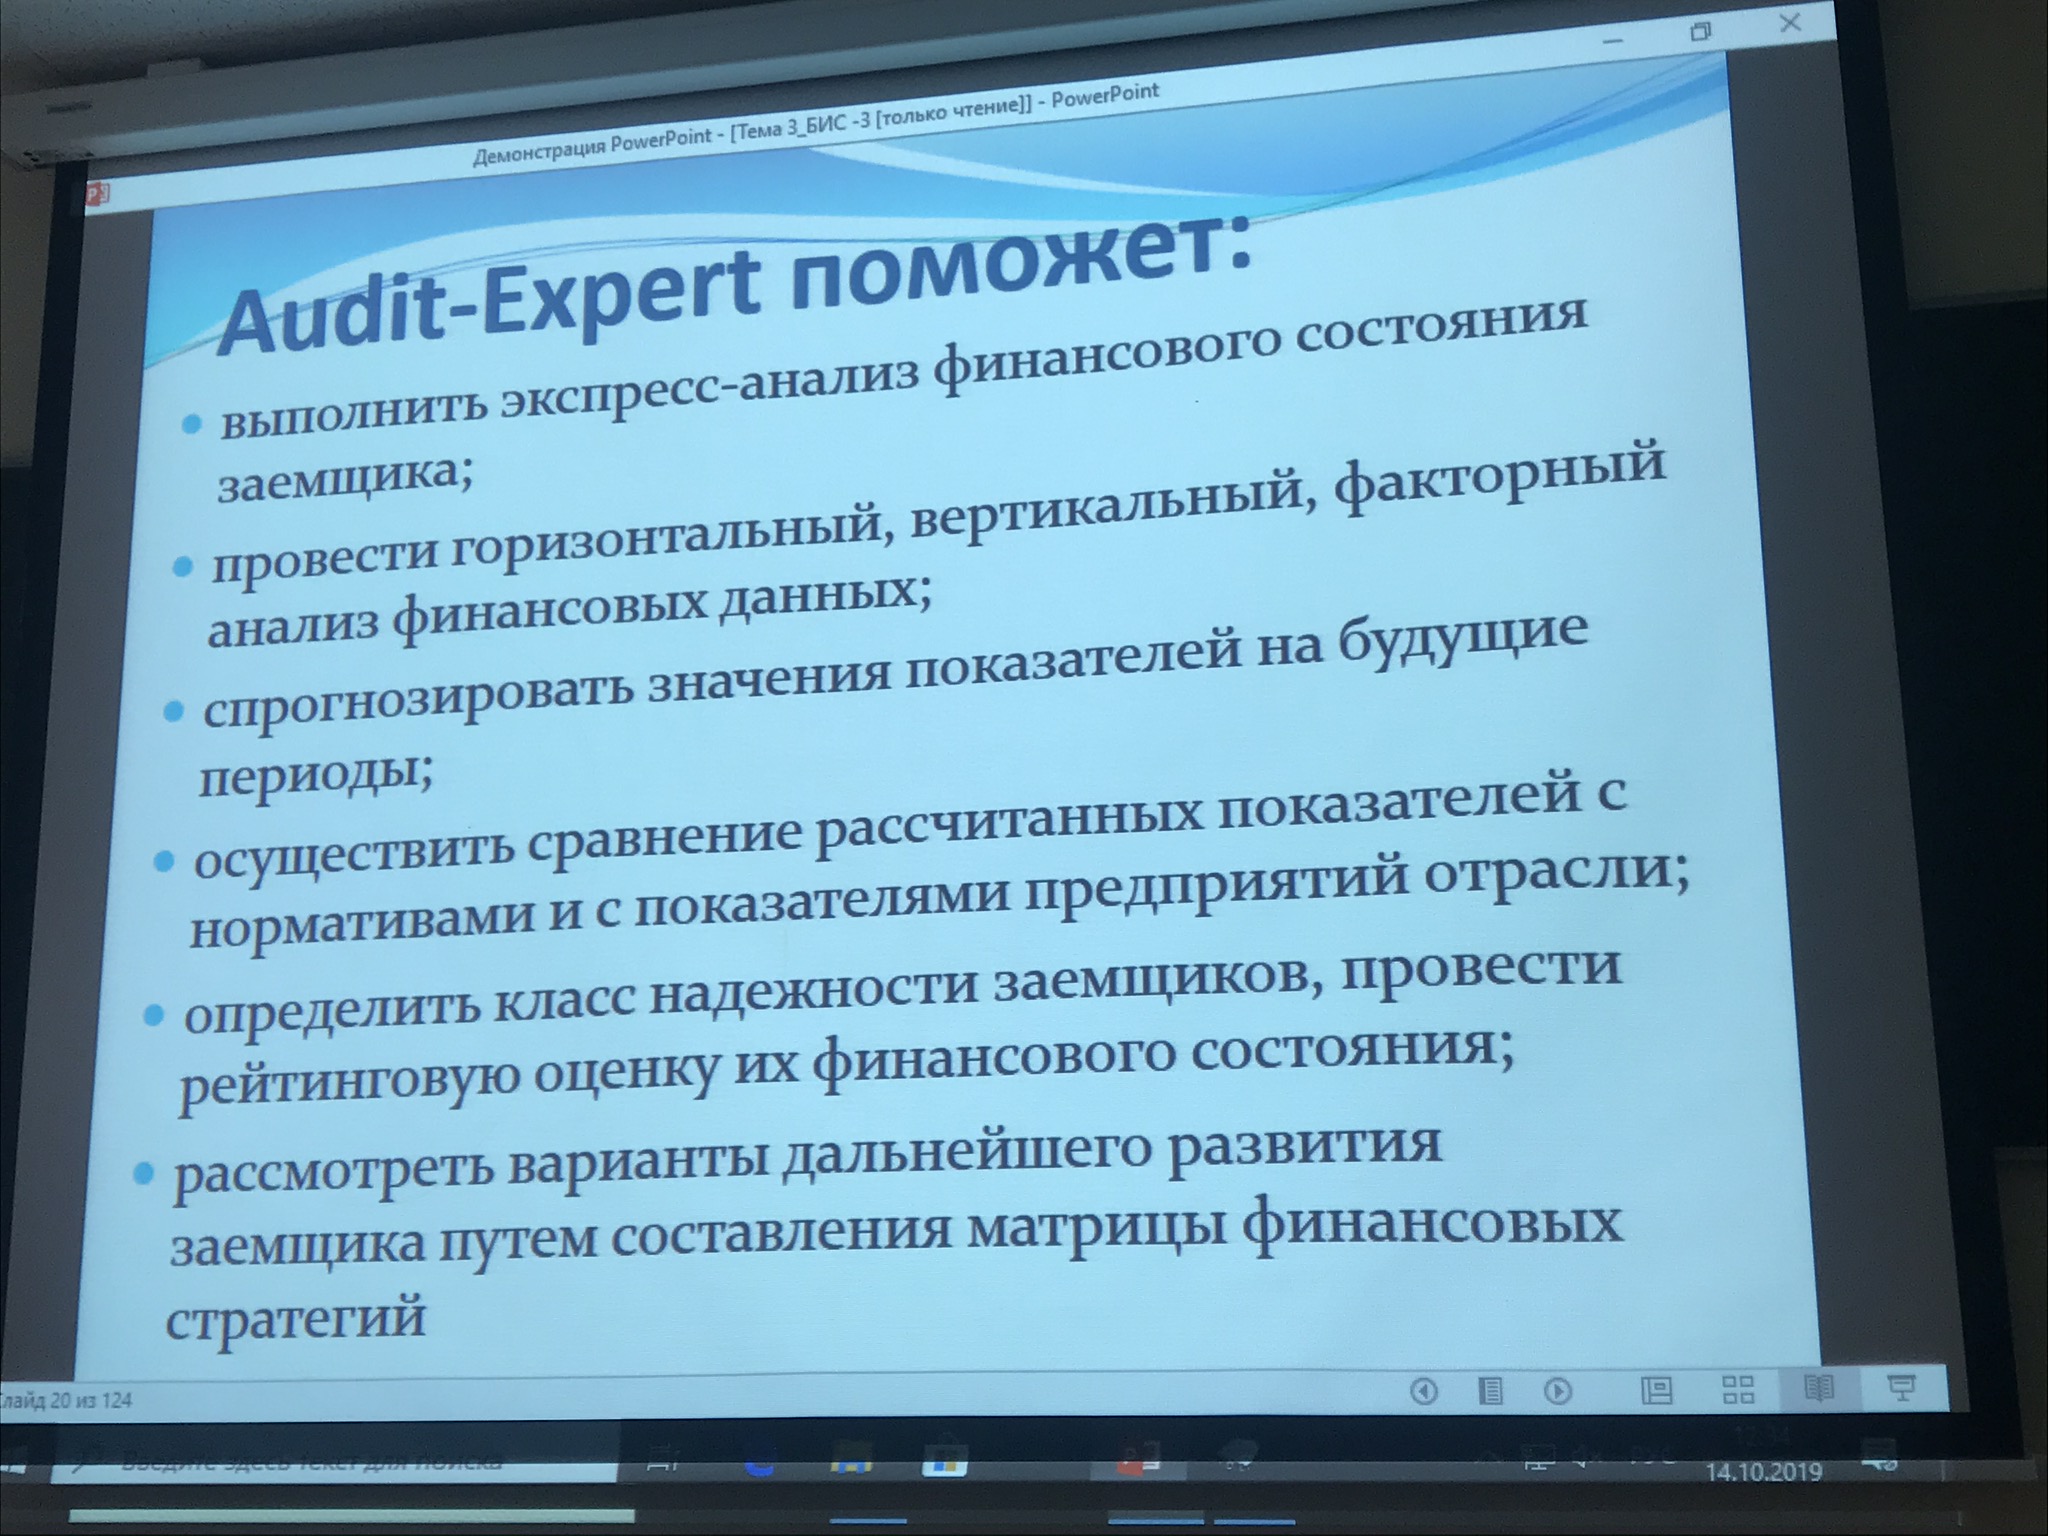 Демонстрация PowerPoint - [Тема 3_БИС -3 [только чтение]] - PowerPoint
Audit-Expert поможет:
• выполнить экспресс-анализ финансового состояния
заемщика;
• провести горизонтальный, вертикальный, факторный
анализ финансовых данных;
• спрогнозировать значения показателей на будущие
периоды;
• осуществить сравнение рассчитанных показателей с
нормативами и с показателями предприятий отрасли;
• определить класс надежности заемщиков, провести
рейтинговую оценку их финансового состояния;
• рассмотреть варианты дальнейшего развития
заемщика путем составления матрицы финансовых
стратегий
лайд 20 из 124
Введите здесь текст для поиска
14.10.2019